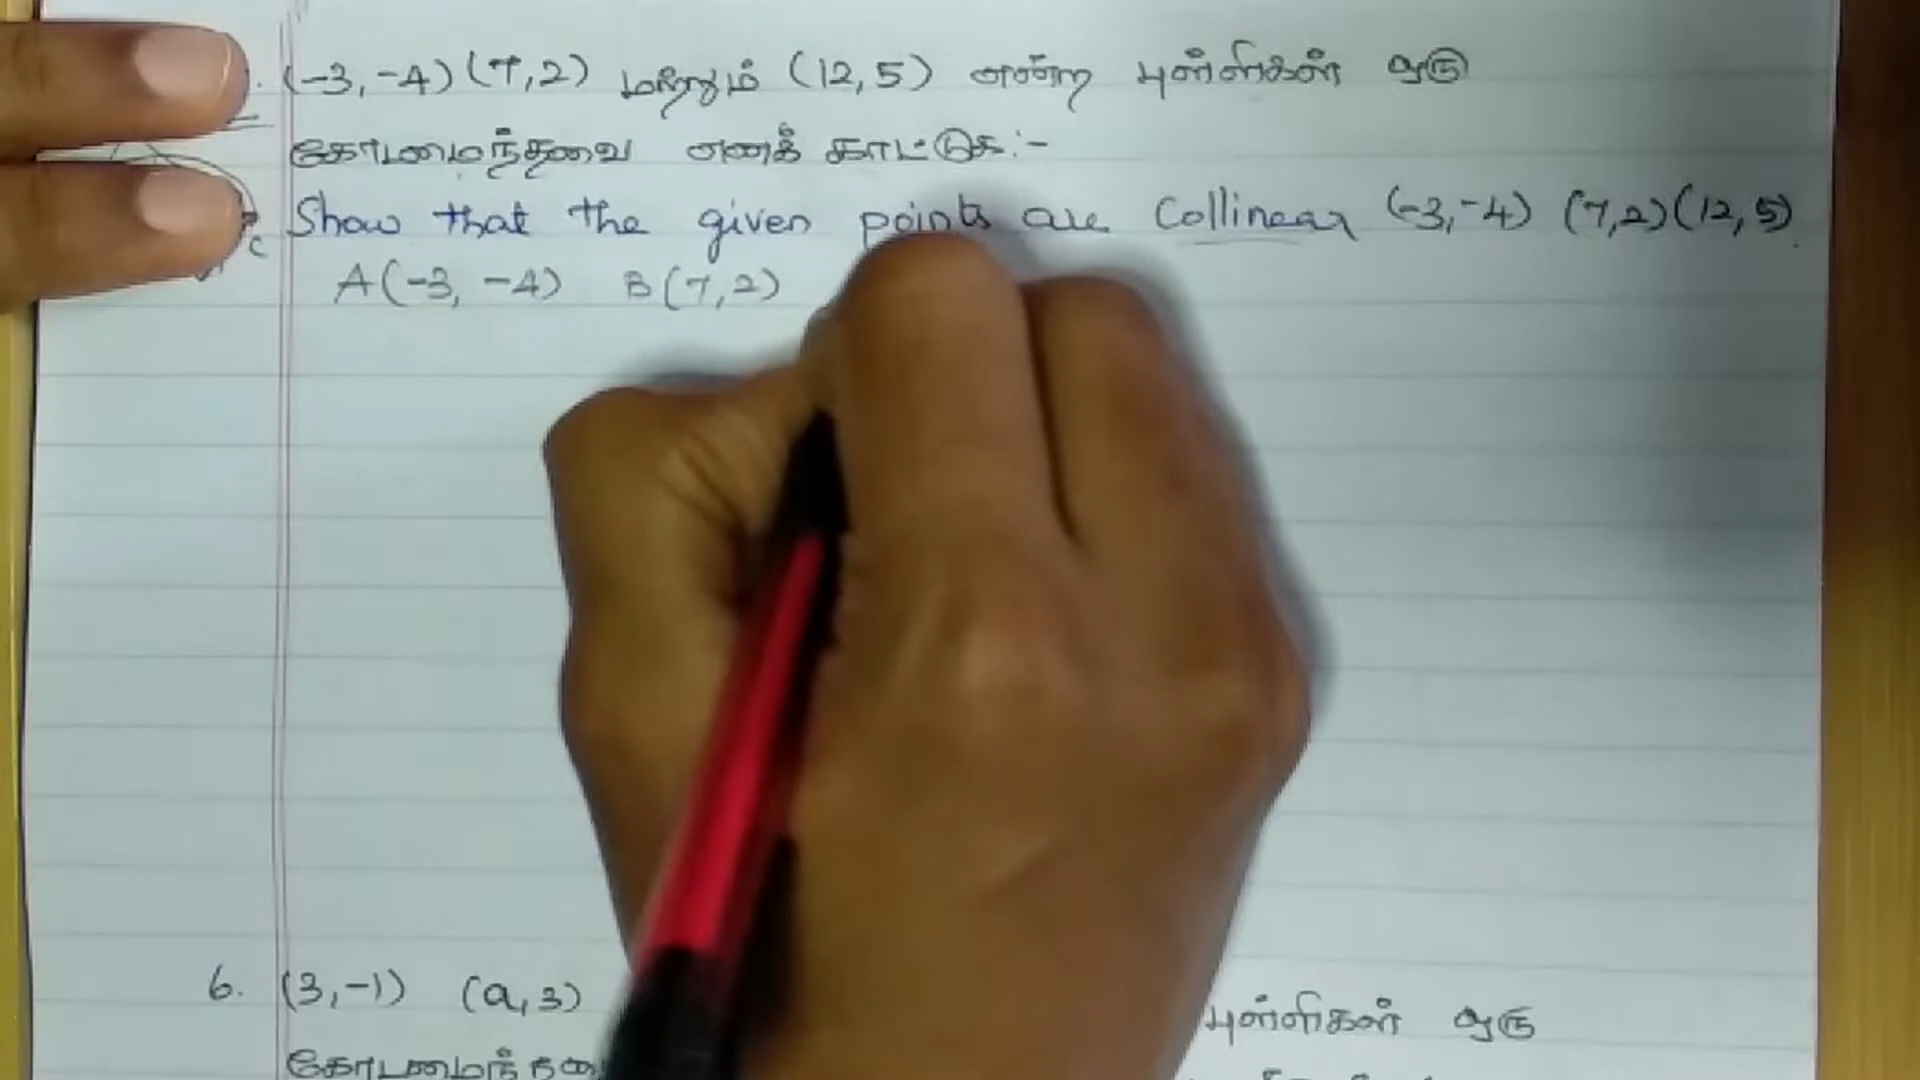 (-3, -4) (7, 2) மற்றும் (12, 5) என்ற புள்ளிகள் ஒரு
கோடமைந்தவை எனக் காட்டுக:-
Show that the given points are Collinear (-3, -4) (7, 2) (12, 5)
C
A(-3, -4) B(7, 2)
6. (3, -1) (a, 3) புள்ளிகள் ஒரு